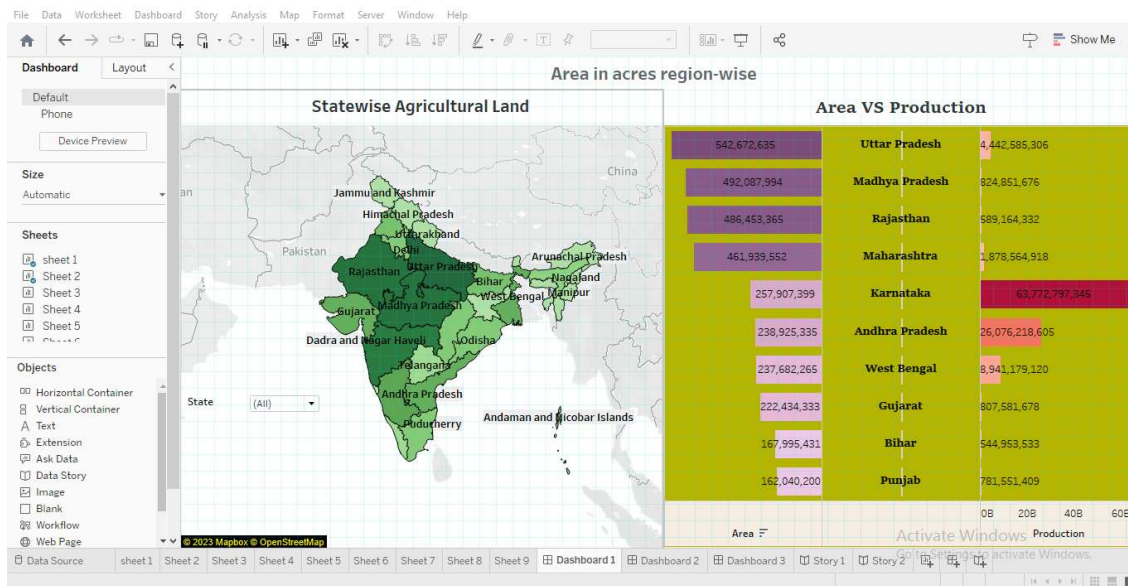 File Data Worksheet Dashboard Story Analysis Map Format Server Window Help
Show Me
Dashboard Layout
Default
Phone
Device Preview
Size
Automatic
Sheets
sheet 1
Sheet 2
Sheet 3
Sheet 4
Sheet 5
Objects
Horizontal Container
Vertical Container
Text
Extension
Ask Data
Data Story
Image
Blank
Workflow
Web Page
Area in acres region-wise
Statewise Agricultural Land
China
Jammu and Kashmir
Himachal Pradesh
Uttarakhand
Pakistan
Delhi
Arunachal Pradesh
Rajasthan
Uttar Pradesh
Nagaland
Bihar
Manipur
West Bengal
Madhya Pradesh
Gujarat
Dadra and Nagar Haveli
Odisha
Telangana
Andhra Pradesh
State (All)
Andaman and Nicobar Islands
Puducherry
© 2023 Mapbox © OpenStreetMap
Area VS Production
542,672,635 Uttar Pradesh 4,442,585,306
492,087,994 Madhya Pradesh 824,851,676
486,453,365 Rajasthan 589,164,332
461,939,552 Maharashtra 1,878,564,918
257,907,399 Karnataka 63,772,797,345
238,925,335 Andhra Pradesh 26,076,218,605
237,682,265 West Bengal 8,941,179,120
222,434,333 Gujarat 807,581,678
167,995,431 Bihar 544,953,533
162,040,200 Punjab 781,551,409
0B 20B 40B 60B
Area Production
Activate Windows
Go to Settings to activate Windows.
Data Source sheet 1 Sheet 2 Sheet 3 Sheet 4 Sheet 5 Sheet 6 Sheet 7 Sheet 8 Sheet 9 Dashboard 1 Dashboard 2 Dashboard 3 Story 1 Story 2